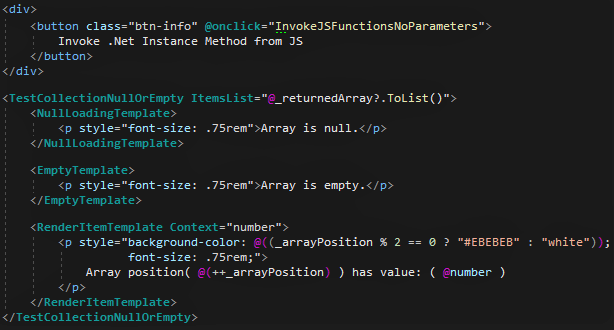 <div>
    <button class="btn-info" @onclick="InvokeJSFunctionsNoParameters">
        Invoke .Net Instance Method from JS
    </button>
</div>

<TestCollectionNullOrEmpty ItemsList="@_returnedArray?.ToList()">
    <NullLoadingTemplate>
        <p style="font-size: .75rem">Array is null.</p>
    </NullLoadingTemplate>

    <EmptyTemplate>
        <p style="font-size: .75rem">Array is empty.</p>
    </EmptyTemplate>

    <RenderItemTemplate Context="number">
        <p style="background-color: @((_arrayPosition % 2 == 0 ? "#EBEBEB" : "white"));
                  font-size: .75rem;">
            Array position( @(++_arrayPosition) ) has value: ( @number )
        </p>
    </RenderItemTemplate>
</TestCollectionNullOrEmpty>